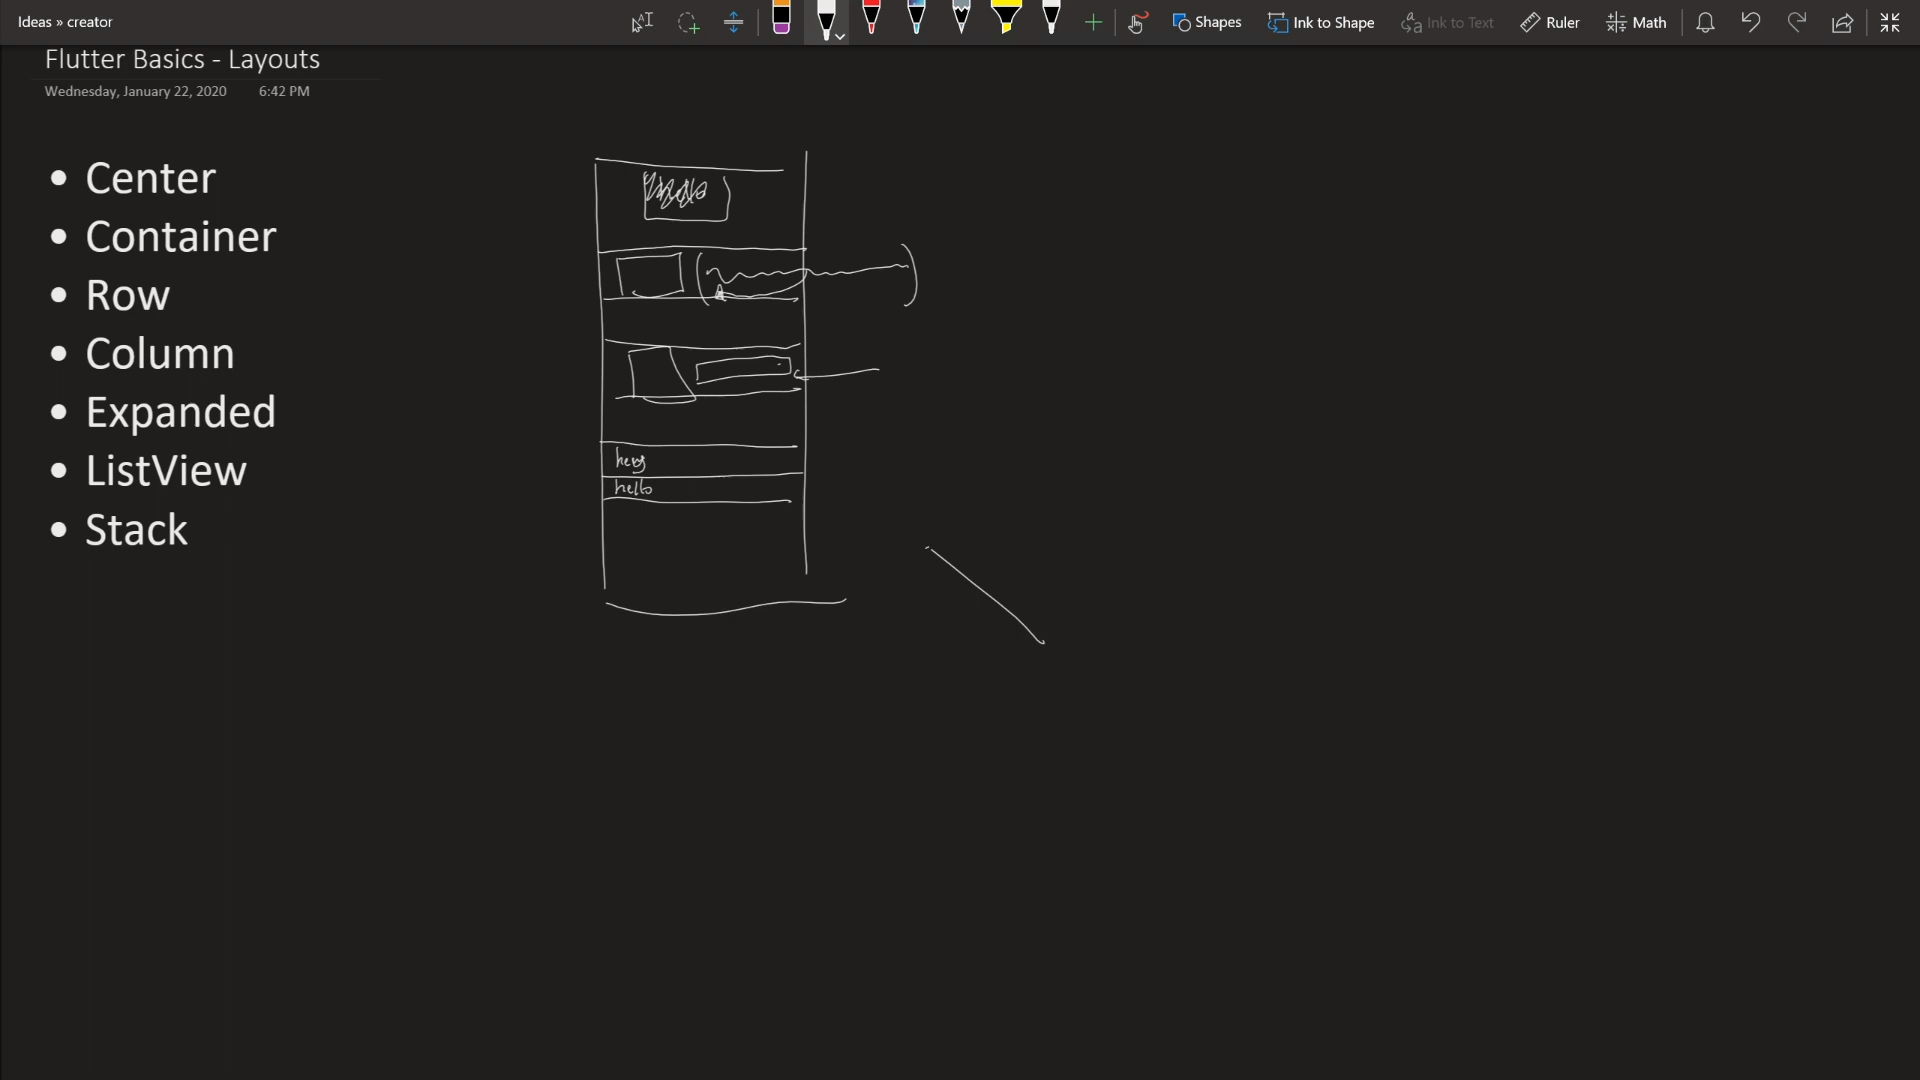 Ideas » creator
Shapes
Ink to Shape
Ink to Text
Ruler
Math
Flutter Basics - Layouts
Wednesday, January 22, 2020 6:42 PM
• Center
• Container
• Row
• Column
• Expanded
• ListView
• Stack
hey
hello